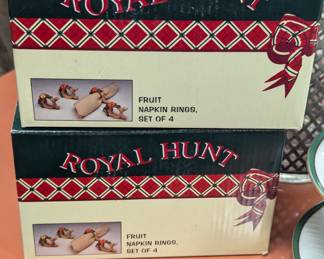 ROYAL HUNT
FRUIT
NAPKIN RINGS,
SET OF 4
ROYAL HUNT
FRUIT
NAPKIN RINGS,
SET OF 4